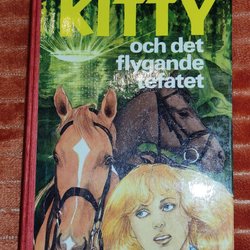 KITTY
och det
flygande
tefatet